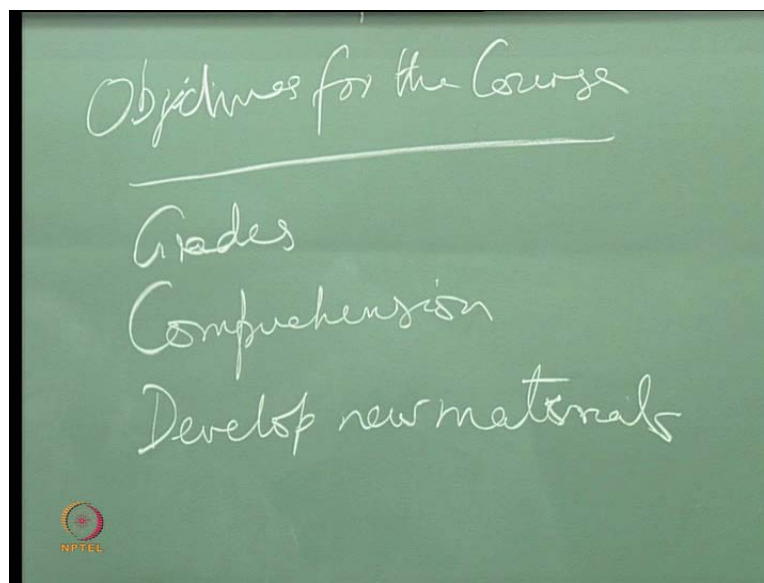 Objectives for the Course
Grades
Comprehension
Develop new materials
NPTEL